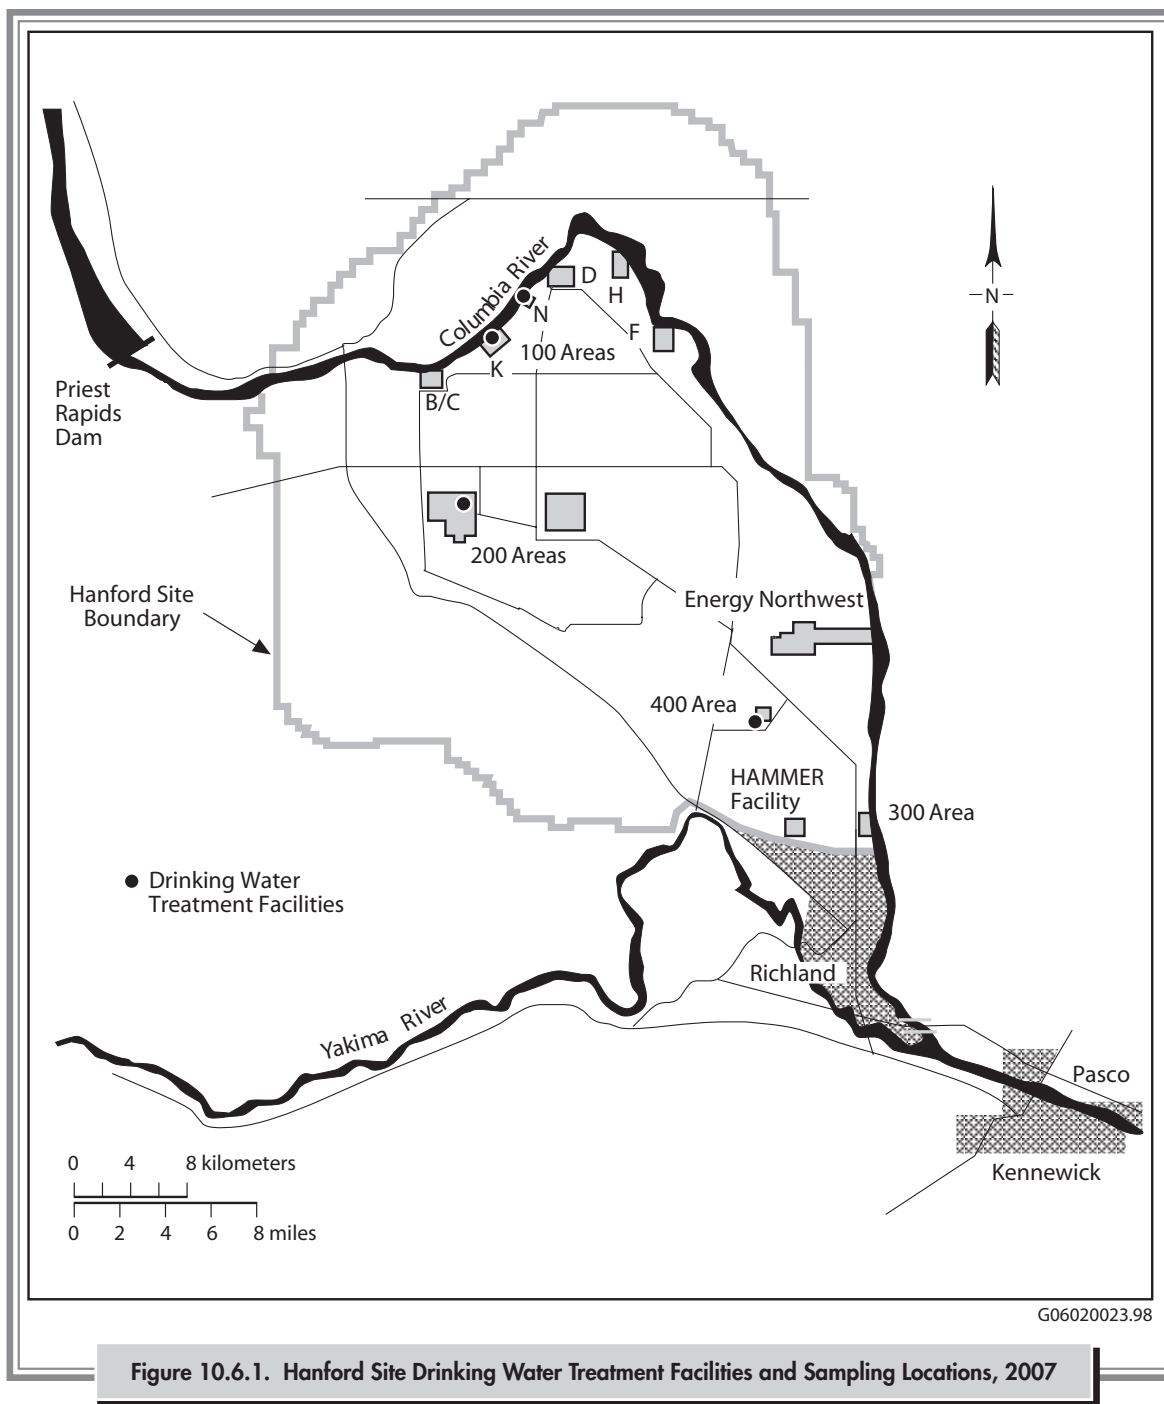 Columbia River
D
H
N
N
F
100 Areas
K
Priest
Rapids
Dam
B/C
200 Areas
Hanford Site
Boundary
Energy Northwest
400 Area
HAMMER
Facility
300 Area
Drinking Water
Treatment Facilities
Richland
Yakima River
Pasco
Kennewick
0 4 8 kilometers
0 2 4 6 8 miles
G06020023.98
Figure 10.6.1. Hanford Site Drinking Water Treatment Facilities and Sampling Locations, 2007